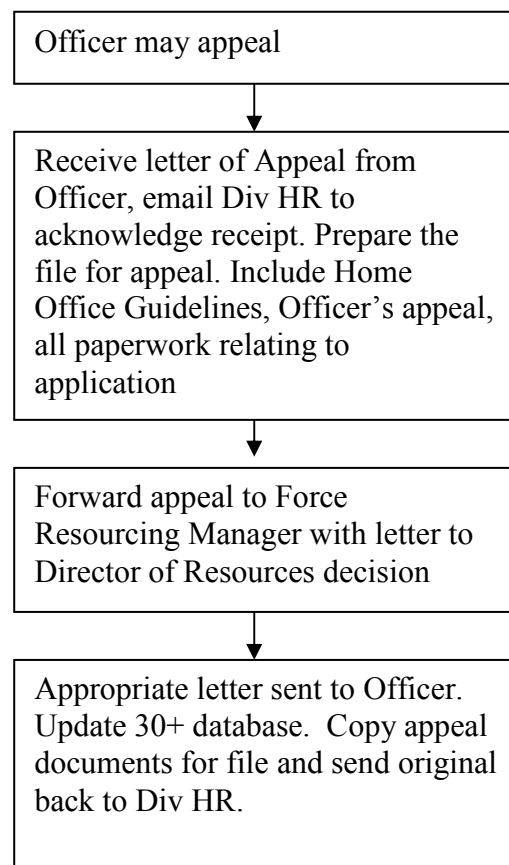 Officer may appeal
Receive letter of Appeal from
Officer, email Div HR to
acknowledge receipt. Prepare the
file for appeal. Include Home
Office Guidelines, Officer’s appeal,
all paperwork relating to
application
Forward appeal to Force
Resourcing Manager with letter to
Director of Resources decision
Appropriate letter sent to Officer.
Update 30+ database.  Copy appeal
documents for file and send original
back to Div HR.